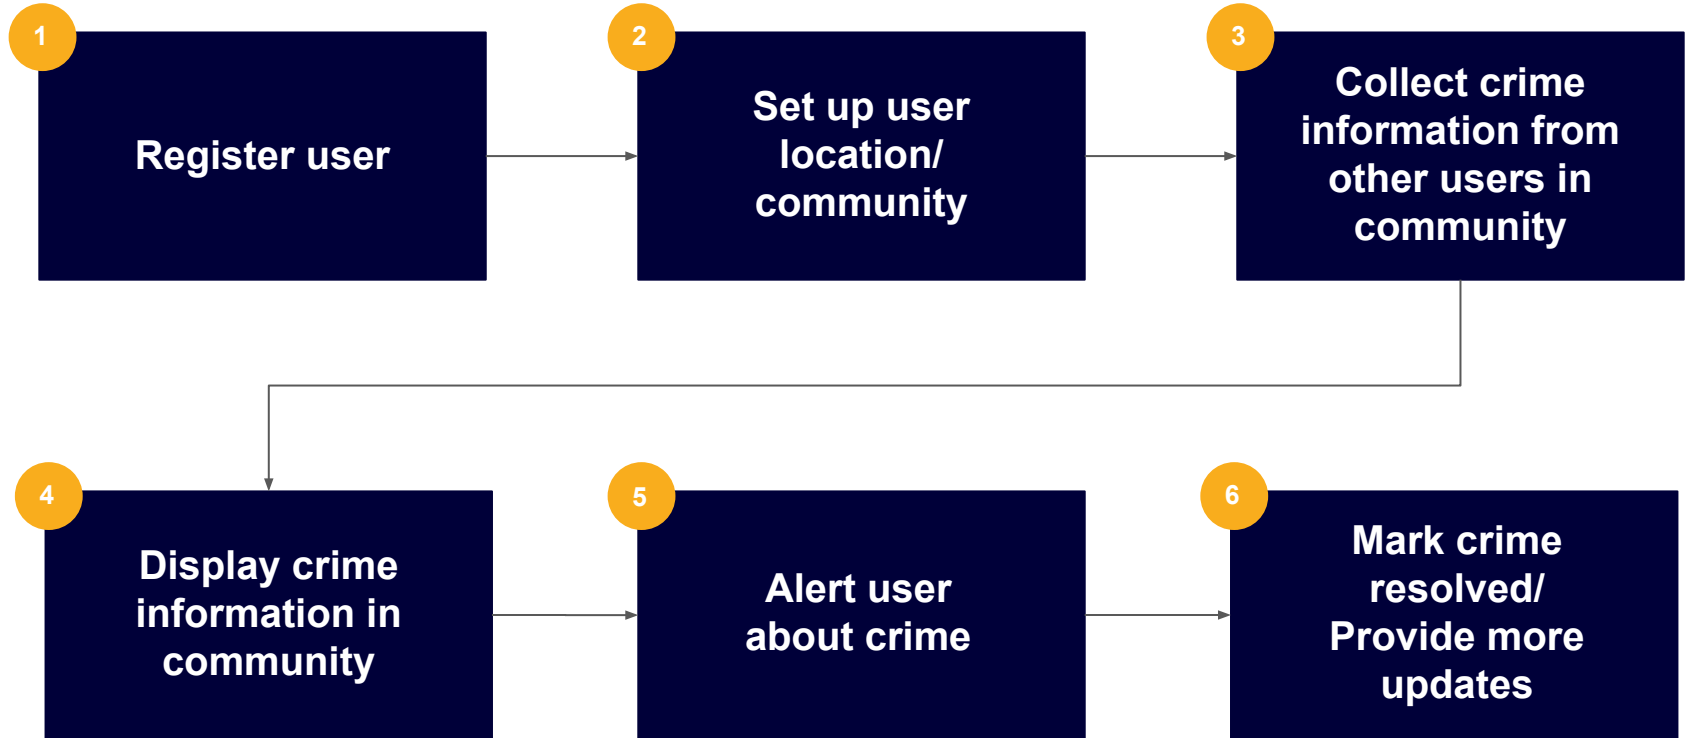 1
Register user
2
Set up user
location/
community
3
Collect crime
information from
other users in
community
4
Display crime
information in
community
5
Alert user
about crime
6
Mark crime
resolved/
Provide more
updates